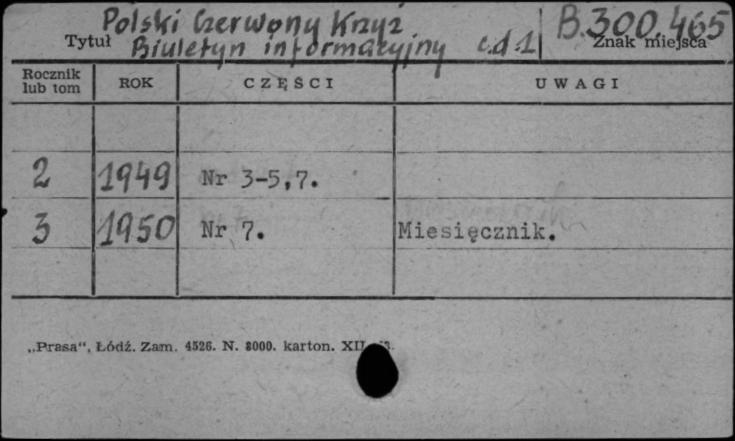 Polski Czerwony Krzyż B.300.465
Tytuł Biuletyn informacyjny c.d.1 Znak miejsca
Rocznik lub tom ROK CZĘŚCI UWAGI
2 1949 Nr 3-5,7.
3 1950 Nr 7. Miesięcznik.
„Prasa“, Łódź. Zam. 4526. N. 8000. karton. XII